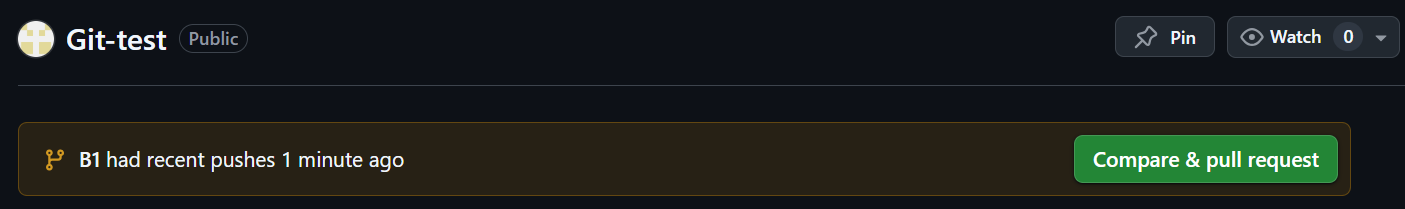 Git-test Public Pin Watch 0
B1 had recent pushes 1 minute ago Compare & pull request